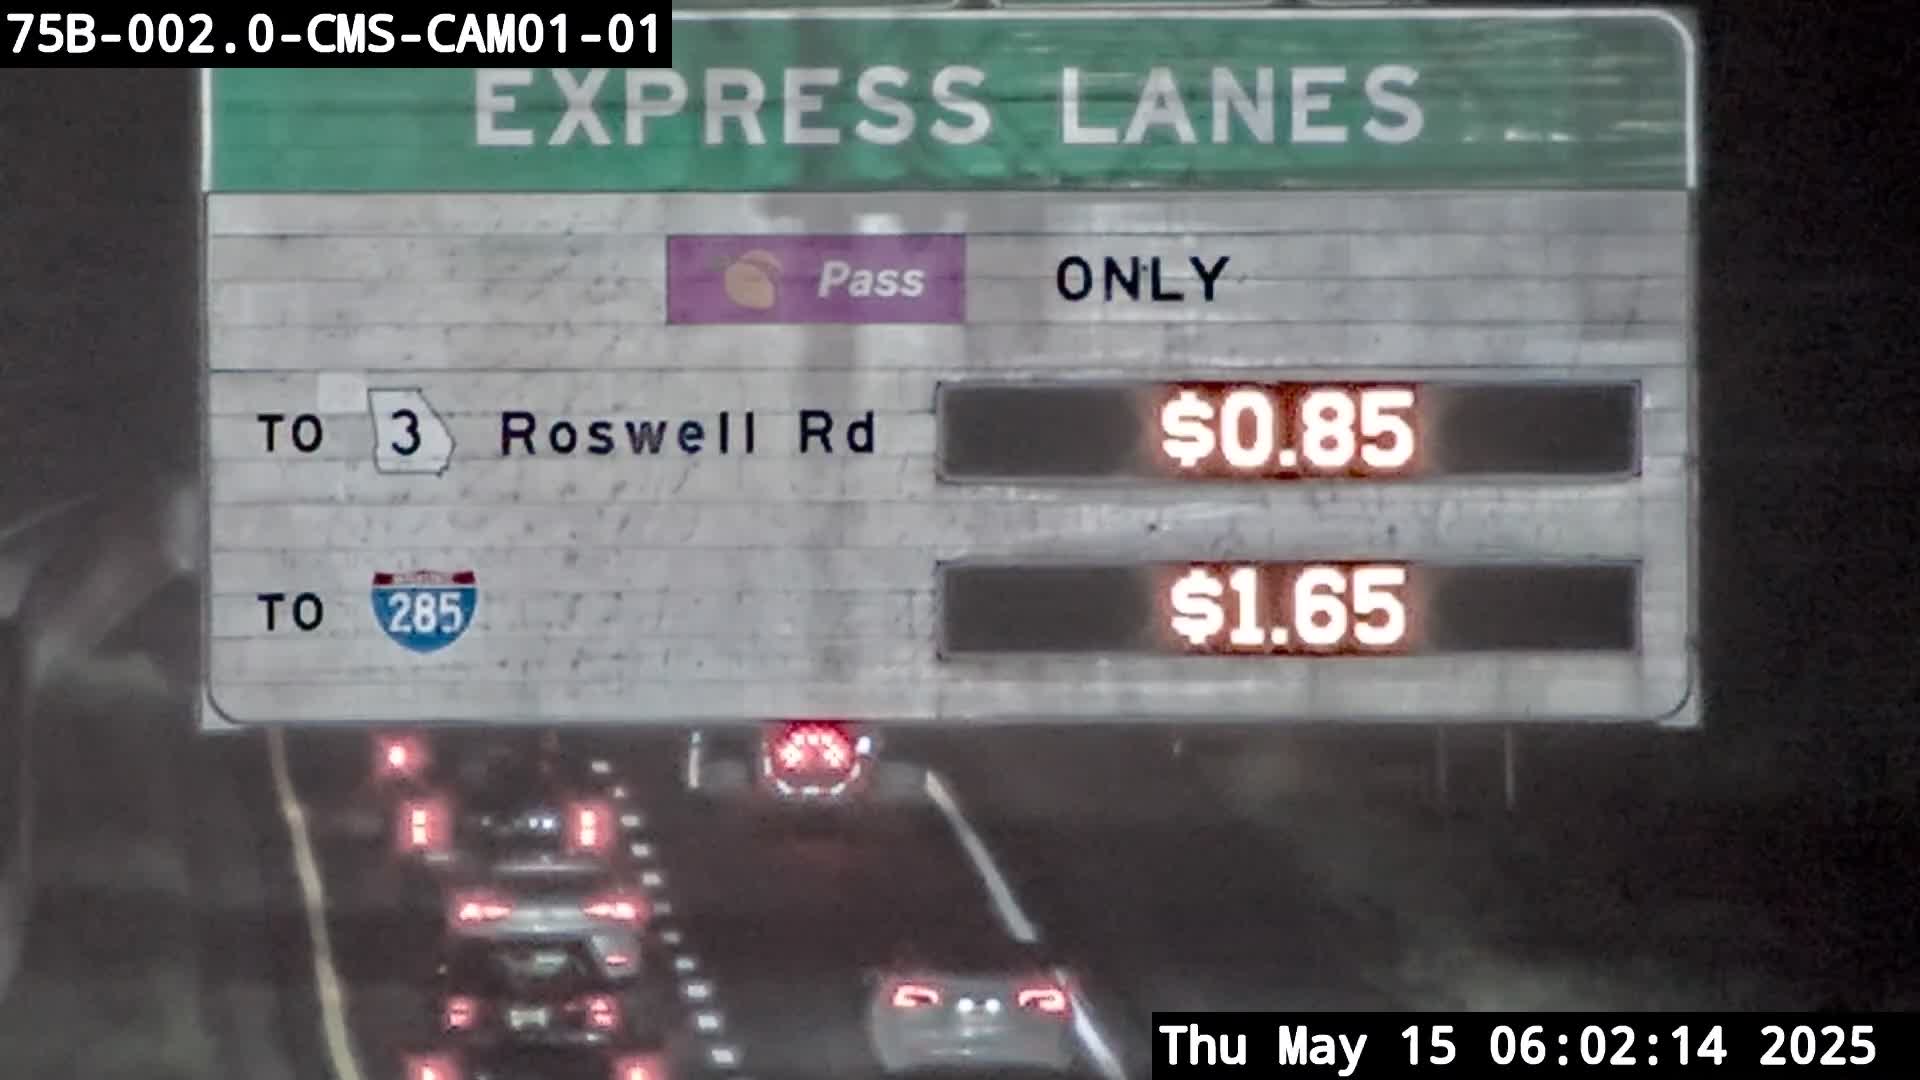 75B-002.0-CMS-CAM01-01
EXPRESS LANES
Pass ONLY
TO 3 Roswell Rd $0.85
TO 285 $1.65
Thu May 15 06:02:14 2025